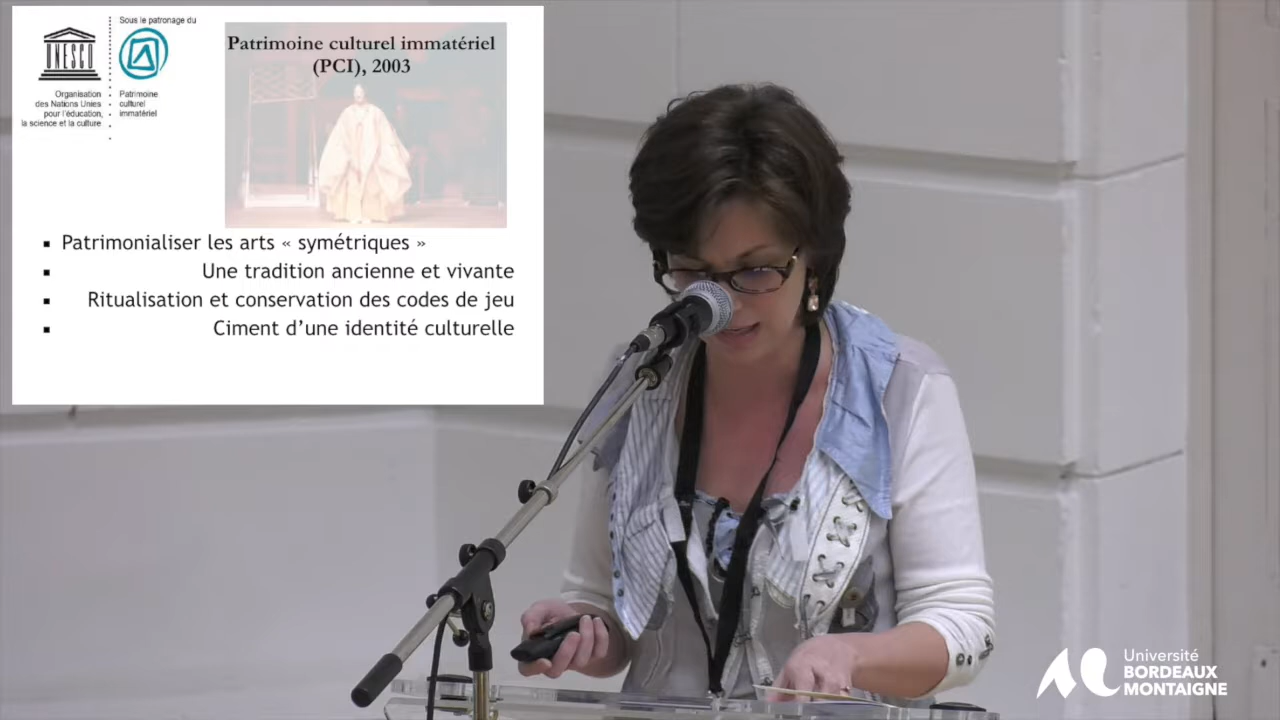 UNESCO
Organisation
des Nations Unies
pour l'éducation,
la science et la culture
Sous le patronage du
Patrimoine
culturel
immatériel
Patrimoine culturel immatériel
(PCI), 2003
▪ Patrimonialiser les arts « symétriques »
▪ Une tradition ancienne et vivante
▪ Ritualisation et conservation des codes de jeu
▪ Ciment d'une identité culturelle
Université
BORDEAUX
MONTAIGNE